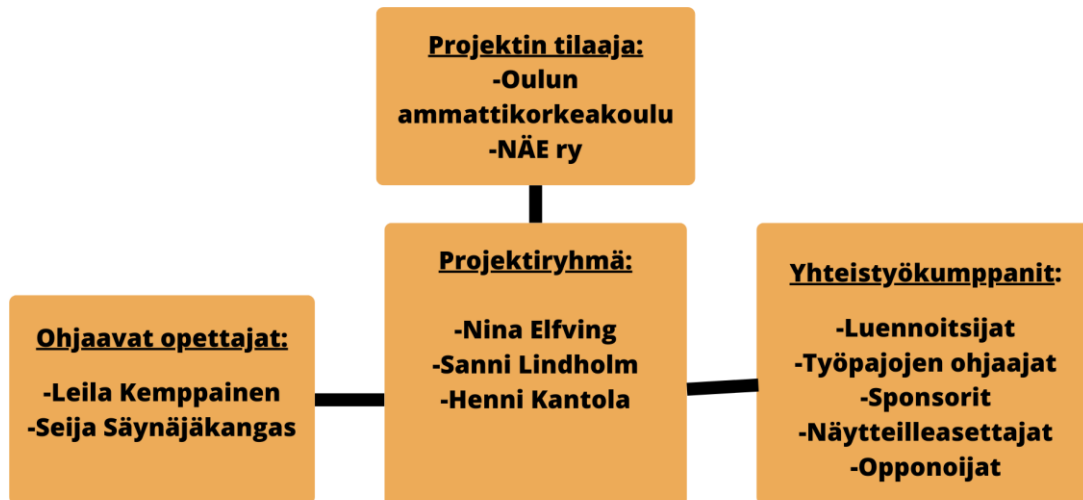 Projektin tilaaja:
-Oulun
ammattikorkeakoulu
-NÄE ry
Projektiryhmä:
-Nina Elfving
-Sanni Lindholm
-Henni Kantola
Ohjaavat opettajat:
-Leila Kemppainen
-Seija Säynäjäkangas
Yhteistyökumppanit:
-Luennoitsijat
-Työpajojen ohjaajat
-Sponsorit
-Näytteilleasettajat
-Opponoijat